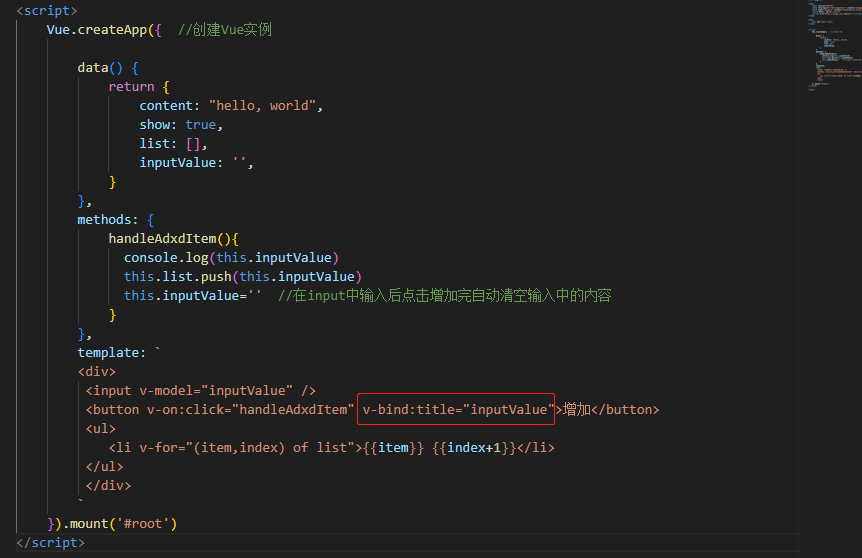 <script>
Vue.createApp({  //创建Vue实例
data() {
return {
content: "hello, world",
show: true,
list: [],
inputValue: '',
}
},
methods: {
handleAdxdItem(){
console.log(this.inputValue)
this.list.push(this.inputValue)
this.inputValue=''  //在input中输入后点击增加完自动清空输入中的内容
}
},
template: `
<div>
<input v-model="inputValue" />
<button v-on:click="handleAdxdItem" v-bind:title="inputValue">增加</button>
<ul>
<li v-for="(item,index) of list">{{item}} {{index+1}}</li>
</ul>
</div>
`
}).mount('#root')
</script>